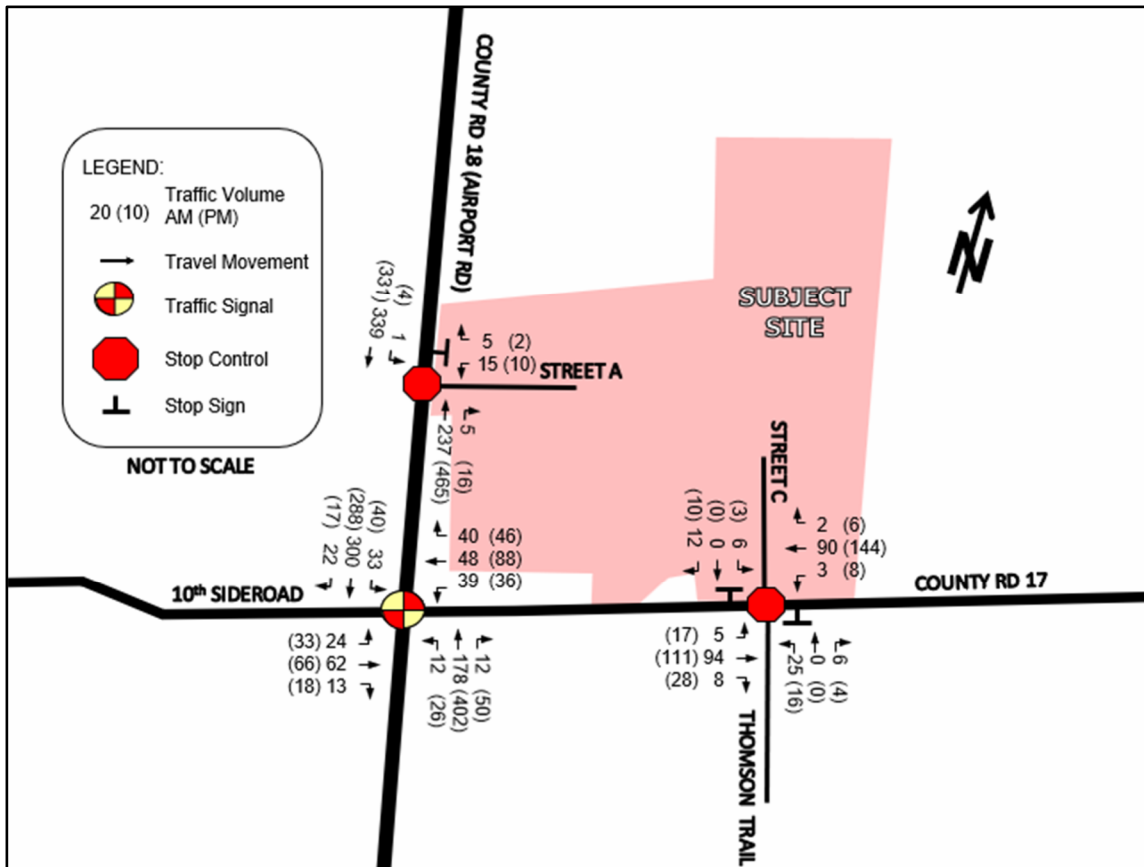 COUNTY RD 18 (AIRPORT RD)
LEGEND:
20 (10)
Traffic Volume
AM (PM)
Travel Movement
Traffic Signal
Stop Control
Stop Sign
NOT TO SCALE
N
SUBJECT
SITE
(4) 1
(331) 339
5 (2)
15 (10)
STREET A
5 (16)
237 (465)
STREET C
(40) 33
(288) 300
(17) 22
40 (46)
48 (88)
39 (36)
(3) 6
(0) 0
(10) 12
2 (6)
90 (144)
3 (8)
10th SIDEROAD
COUNTY RD 17
(33) 24
(66) 62
(18) 13
12 (50)
178 (402)
12 (26)
(17) 5
(111) 94
(28) 8
6 (4)
0 (0)
25 (16)
THOMSON TRAIL